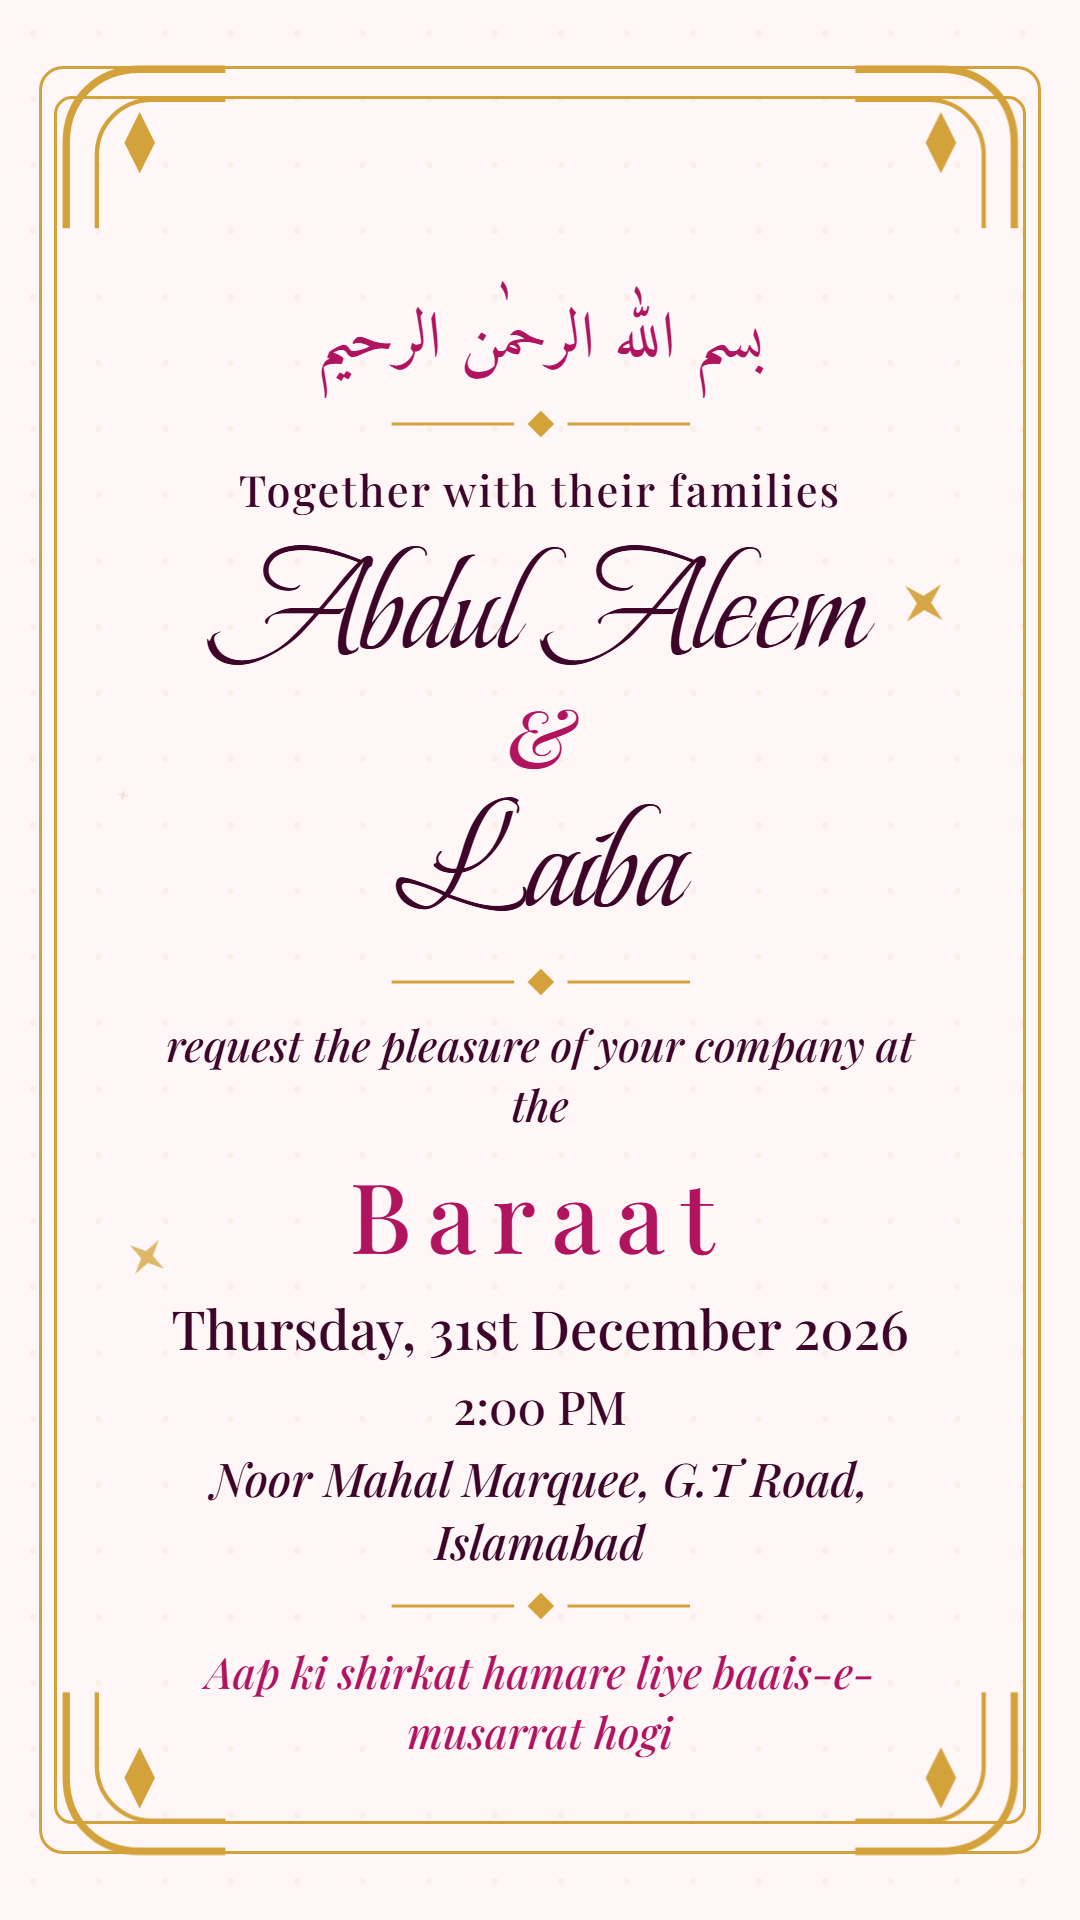 بسم الله الرحمٰن الرحيم
Together with their families
Abdul Aleem
&
Laiba
request the pleasure of your company at
the
Baraat
Thursday, 31st December 2026
2:00 PM
Noor Mahal Marquee, G.T Road,
Islamabad
Aap ki shirkat hamare liye baais-e-
musarrat hogi